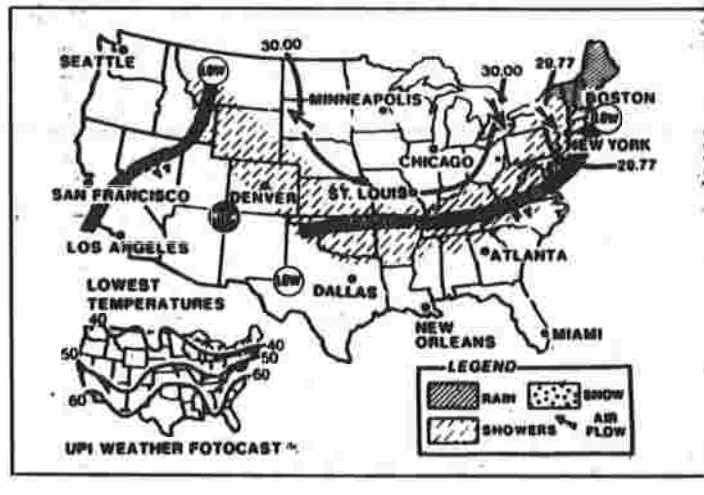 30.00
29.77
SEATTLE
LOW
30.00
MINNEAPOLIS
BOSTON
LOW
CHICAGO
NEW YORK
29.77
SAN FRANCISCO
DENVER
ST. LOUIS
LOS ANGELES
ATLANTA
LOW
DALLAS
LOWEST
TEMPERATURES
NEW
ORLEANS
MIAMI
40
50
60
40
50
60
LEGEND
RAIN
SNOW
SHOWERS
AIR
FLOW
UPI WEATHER FOTOCAST